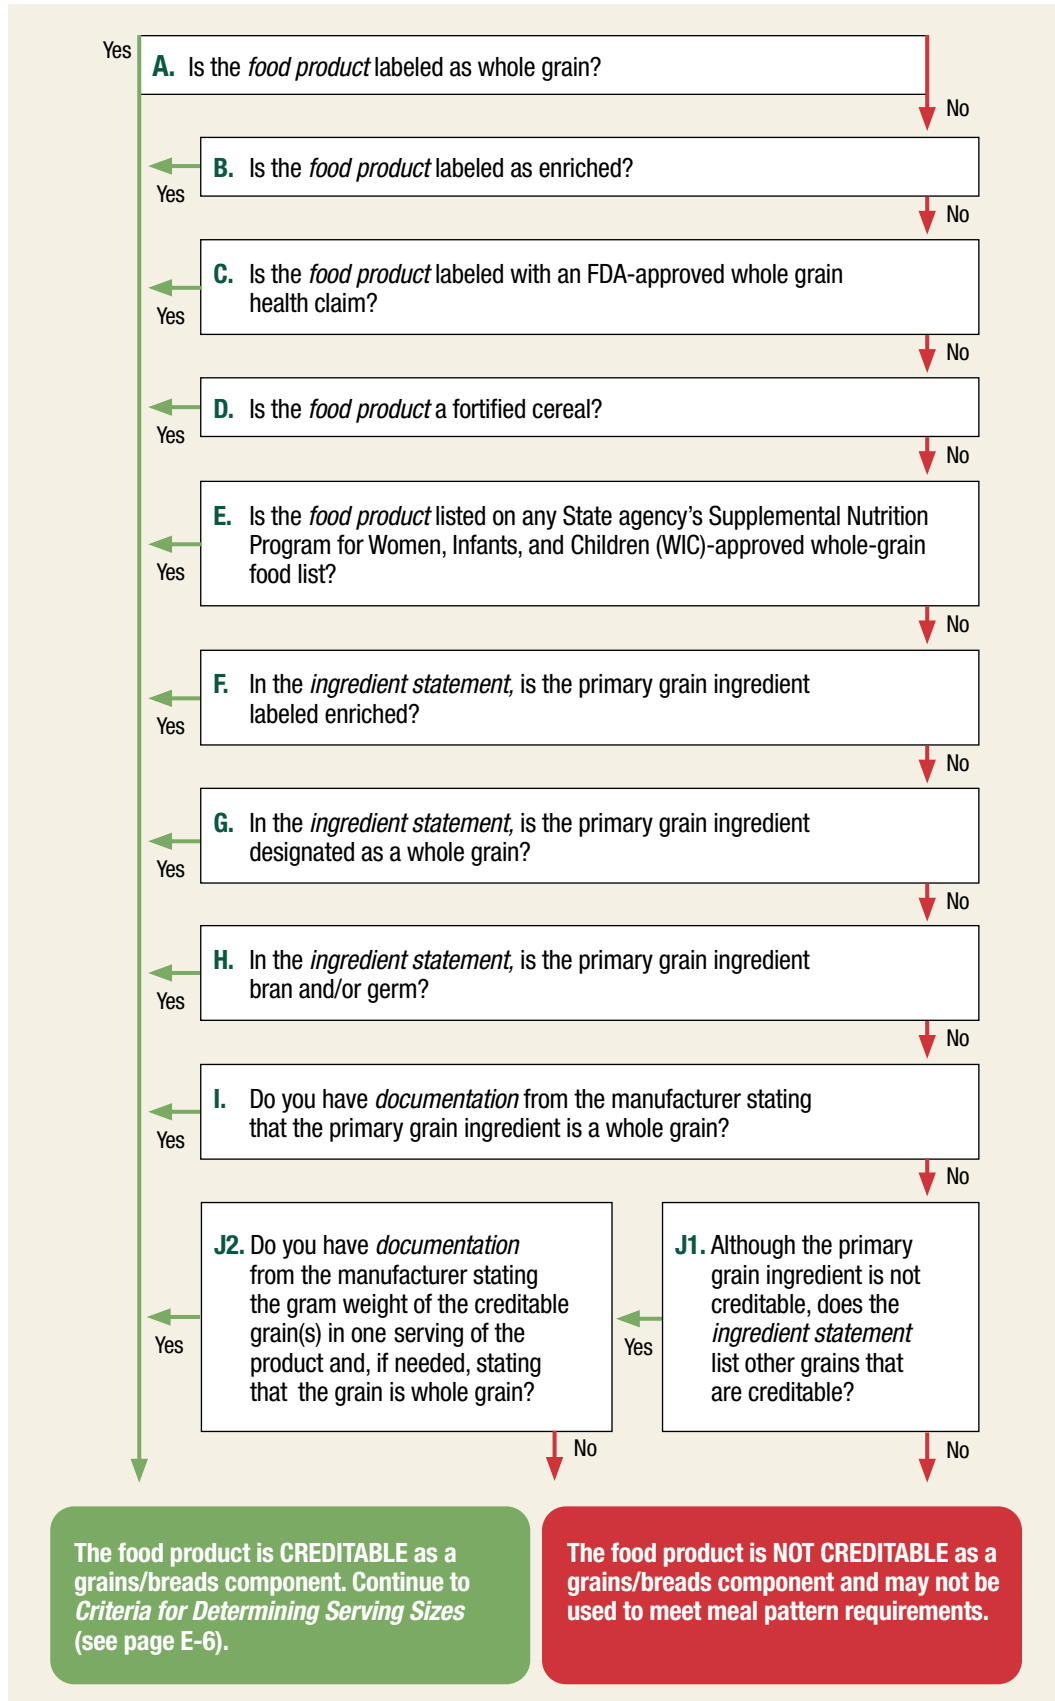 Yes
A. Is the food product labeled as whole grain?
No
B. Is the food product labeled as enriched?
Yes
No
C. Is the food product labeled with an FDA-approved whole grain
health claim?
Yes
No
D. Is the food product a fortified cereal?
Yes
No
E. Is the food product listed on any State agency's Supplemental Nutrition
Program for Women, Infants, and Children (WIC)-approved whole-grain
food list?
Yes
No
F. In the ingredient statement, is the primary grain ingredient
labeled enriched?
Yes
No
G. In the ingredient statement, is the primary grain ingredient
designated as a whole grain?
Yes
No
H. In the ingredient statement, is the primary grain ingredient
bran and/or germ?
Yes
No
I. Do you have documentation from the manufacturer stating
that the primary grain ingredient is a whole grain?
Yes
No
J1. Although the primary
grain ingredient is not
creditable, does the
ingredient statement
list other grains that
are creditable?
Yes
No
J2. Do you have documentation
from the manufacturer stating
the gram weight of the creditable
grain(s) in one serving of the
product and, if needed, stating
that the grain is whole grain?
Yes
No
The food product is CREDITABLE as a
grains/breads component. Continue to
Criteria for Determining Serving Sizes
(see page E-6).
The food product is NOT CREDITABLE as a
grains/breads component and may not be
used to meet meal pattern requirements.